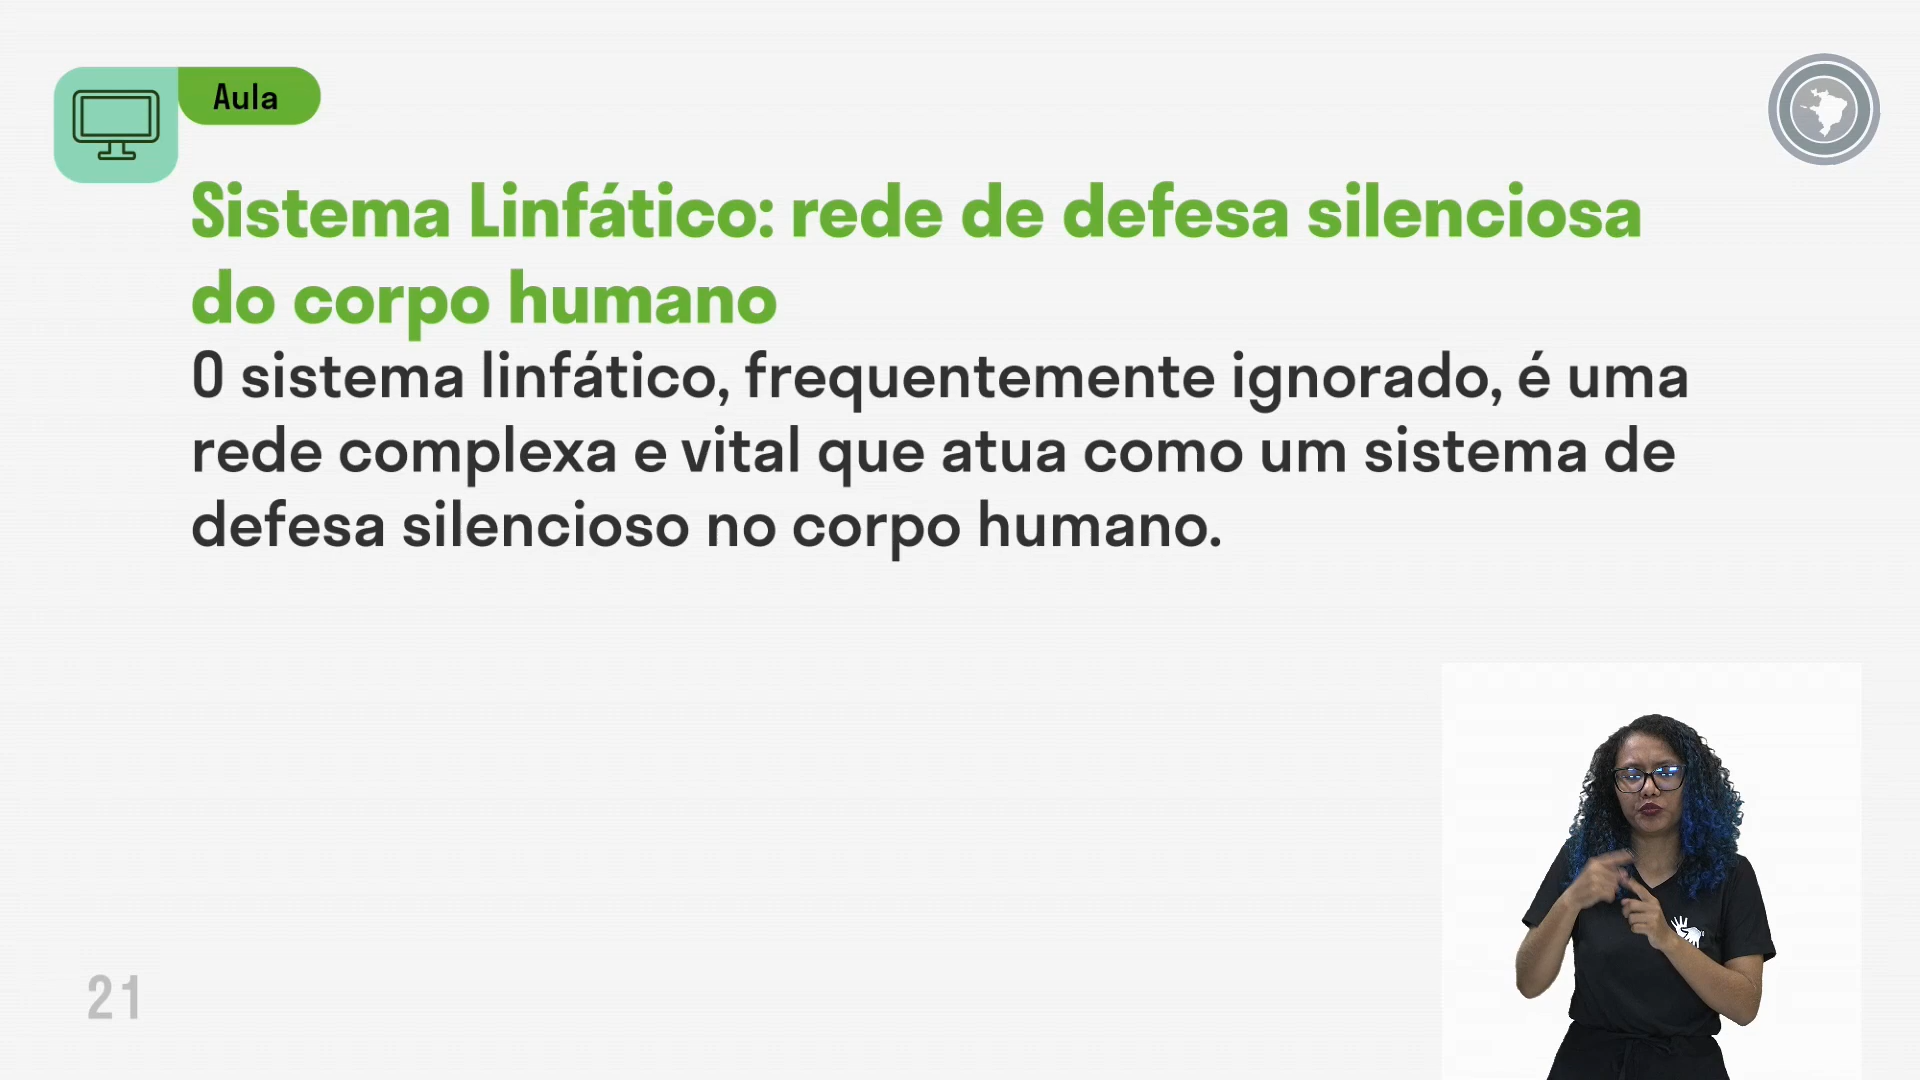 Aula
Sistema Linfático: rede de defesa silenciosa
do corpo humano
O sistema linfático, frequentemente ignorado, é uma
rede complexa e vital que atua como um sistema de
defesa silencioso no corpo humano.
21